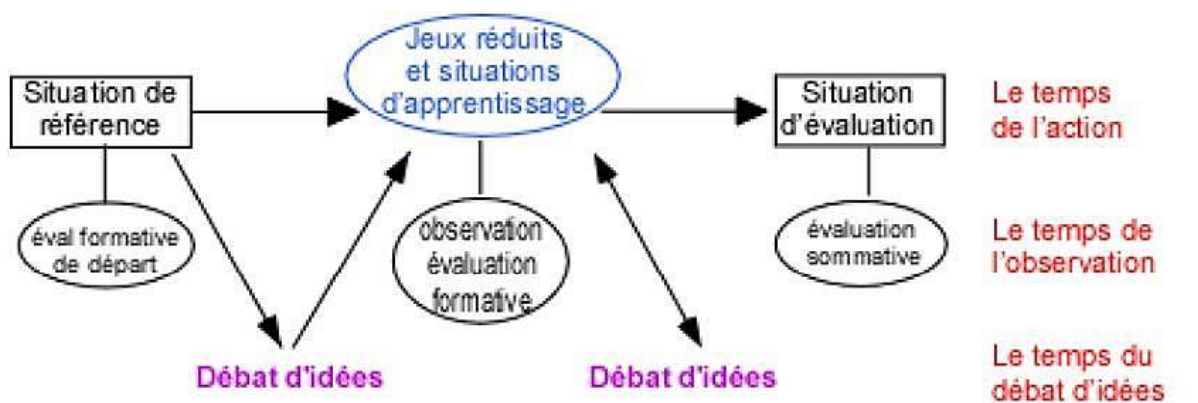 Situation de
référence
Jeux réduits
et situations
d'apprentissage
Situation
d'évaluation
Le temps
de l'action
éval formative
de départ
observation
évaluation
formative
évaluation
sommative
Le temps de
l'observation
Débat d'idées
Débat d'idées
Le temps du
débat d'idées